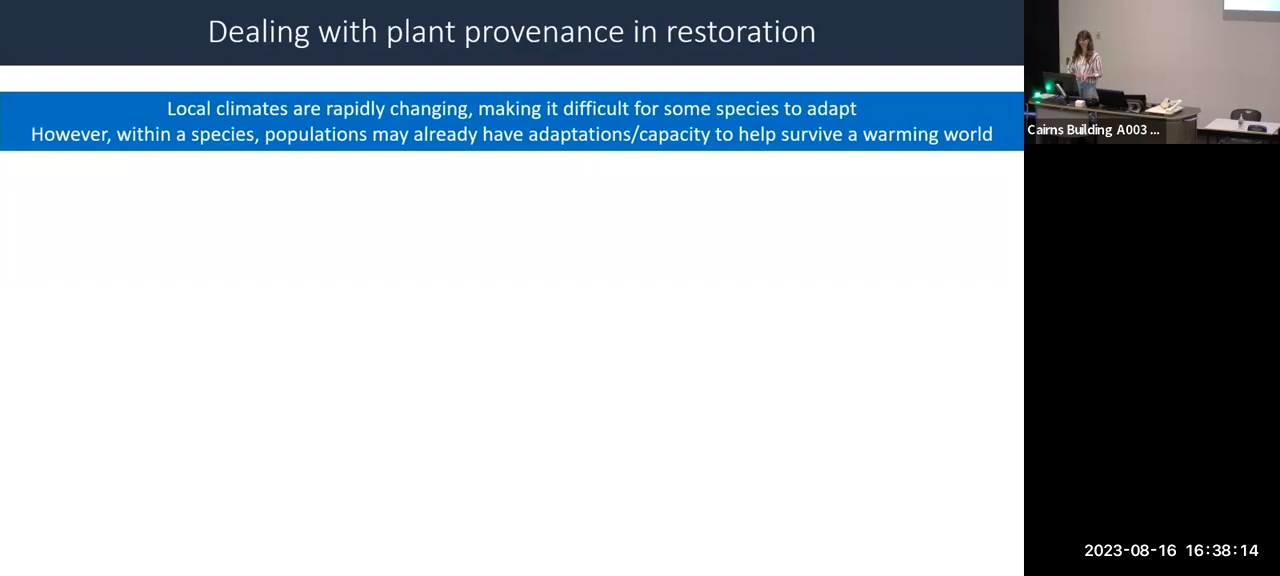 Dealing with plant provenance in restoration
Local climates are rapidly changing, making it difficult for some species to adapt
However, within a species, populations may already have adaptations/capacity to help survive a warming world
Cairns Building A003 ...
2023-08-16 16:38:14